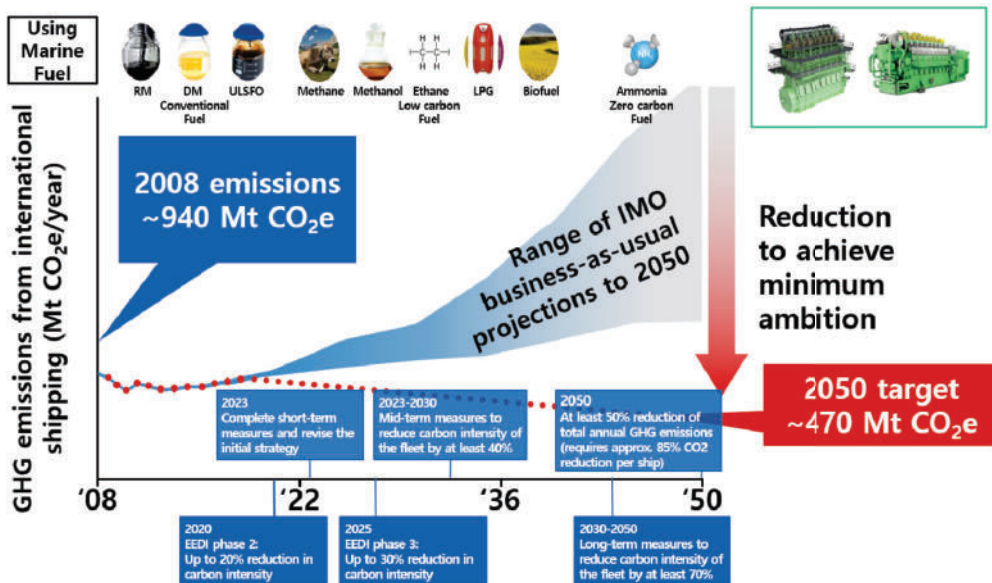 Using
Marine
Fuel
RM
DM
ULSFO
Conventional
Fuel
Methane
Methanol
Ethane
LPG
Biofuel
Low carbon
Fuel
Ammonia
Zero carbon
Fuel
NH₃
GHG emissions from international
shipping (Mt CO₂e/year)
2008 emissions
~940 Mt CO₂e
Range of IMO
business-as-usual
projections to 2050
Reduction
to achieve
minimum
ambition
2050 target
~470 Mt CO₂e
2023
Complete short-term
measures and revise the
initial strategy
2023-2030
Mid-term measures to
reduce carbon intensity of
the fleet by at least 40%
2050
At least 50% reduction of
total annual GHG emissions
(requires approx. 85% CO2
reduction per ship)
‘08
‘22
‘36
‘50
2020
EEDI phase 2:
Up to 20% reduction in
carbon intensity
2025
EEDI phase 3:
Up to 30% reduction in
carbon intensity
2030-2050
Long-term measures to
reduce carbon intensity of
the fleet by at least 70%